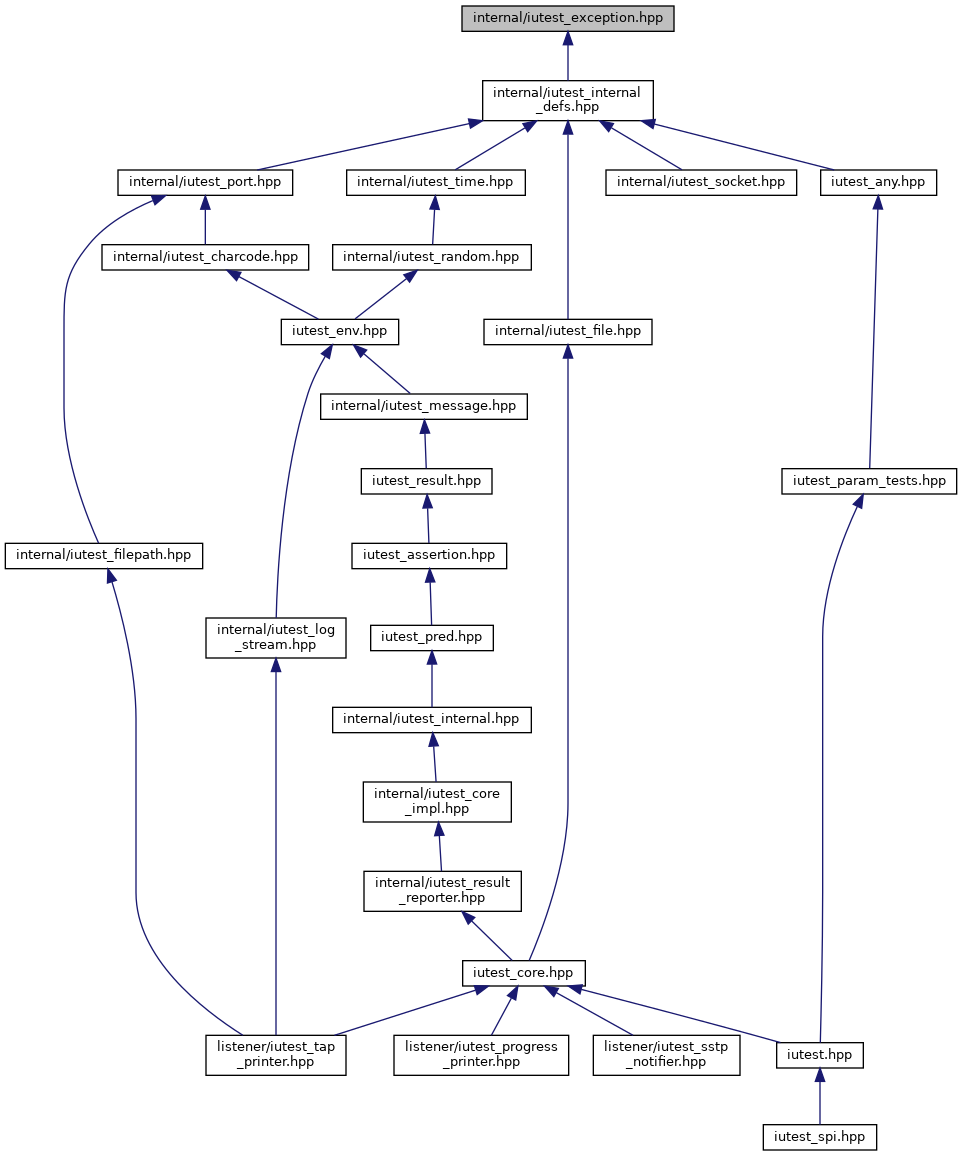 internal/iutest_exception.hpp
internal/iutest_internal
_defs.hpp
internal/iutest_port.hpp
internal/iutest_time.hpp
internal/iutest_socket.hpp
iutest_any.hpp
internal/iutest_charcode.hpp
internal/iutest_random.hpp
iutest_env.hpp
internal/iutest_file.hpp
internal/iutest_message.hpp
iutest_result.hpp
iutest_param_tests.hpp
internal/iutest_filepath.hpp
iutest_assertion.hpp
internal/iutest_log
_stream.hpp
iutest_pred.hpp
internal/iutest_internal.hpp
internal/iutest_core
_impl.hpp
internal/iutest_result
_reporter.hpp
iutest_core.hpp
listener/iutest_tap
_printer.hpp
listener/iutest_progress
_printer.hpp
listener/iutest_sstp
_notifier.hpp
iutest.hpp
iutest_spi.hpp